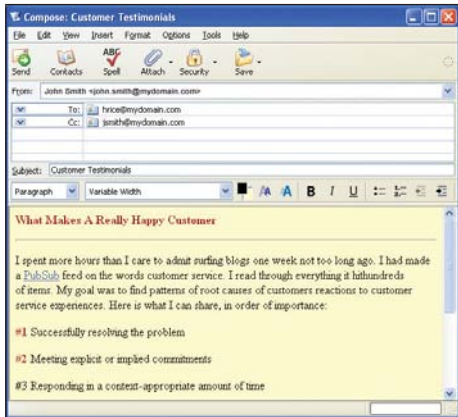 Compose: Customer Testimonials
File Edit View Insert Format Options Tools Help
ABC
Send Contacts Spell Attach Security Save
From: John Smith <john.smith@mydomain.com>
To: hrice@mydomain.com
Cc: jsmith@mydomain.com
Subject: Customer Testimonials
Paragraph Variable Width A A B I U
What Makes A Really Happy Customer
I spent more hours than I care to admit surfing blogs one week not too long ago. I had made
a PubSub feed on the words customer service. I read through everything it hithundreds
of items. My goal was to find patterns of root causes of customers reactions to customer
service experiences. Here is what I can share, in order of importance:
#1 Successfully resolving the problem
#2 Meeting explicit or implied commitments
#3 Responding in a context-appropriate amount of time